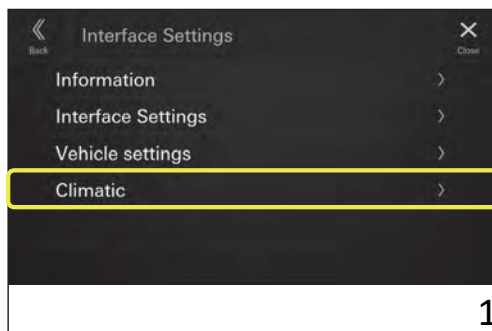 Interface Settings
Back
Close
Information
Interface Settings
Vehicle settings
Climatic
1